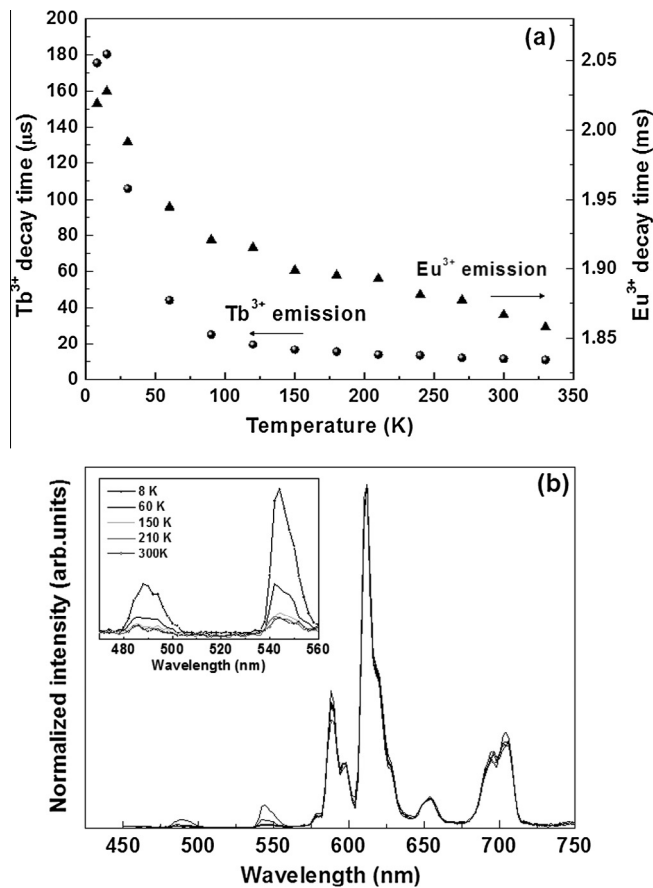 (a)
Tb3+ decay time (μs)
200
180
160
140
120
100
80
60
40
20
0
2.05
2.00
1.95
1.90
1.85
Eu3+ decay time (ms)
Eu3+ emission
Tb3+ emission
0 50 100 150 200 250 300 350
Temperature (K)
(b)
Normalized intensity (arb.units)
8 K
60 K
150 K
210 K
300K
480 500 520 540 560
Wavelength (nm)
450 500 550 600 650 700 750
Wavelength (nm)